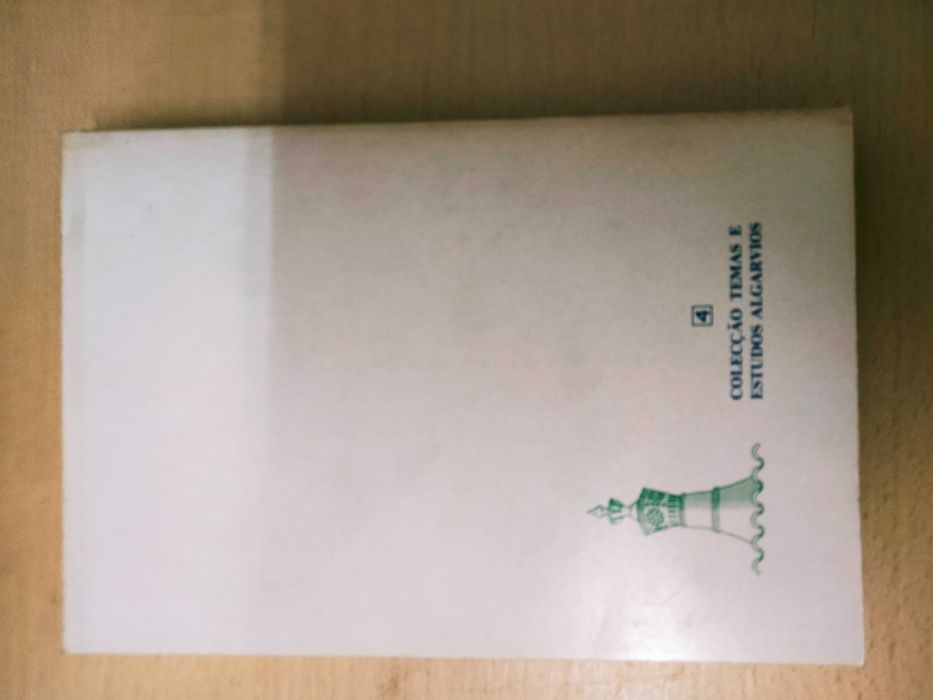 4
COLECÇÃO TEMAS E
ESTUDOS ALGARVIOS